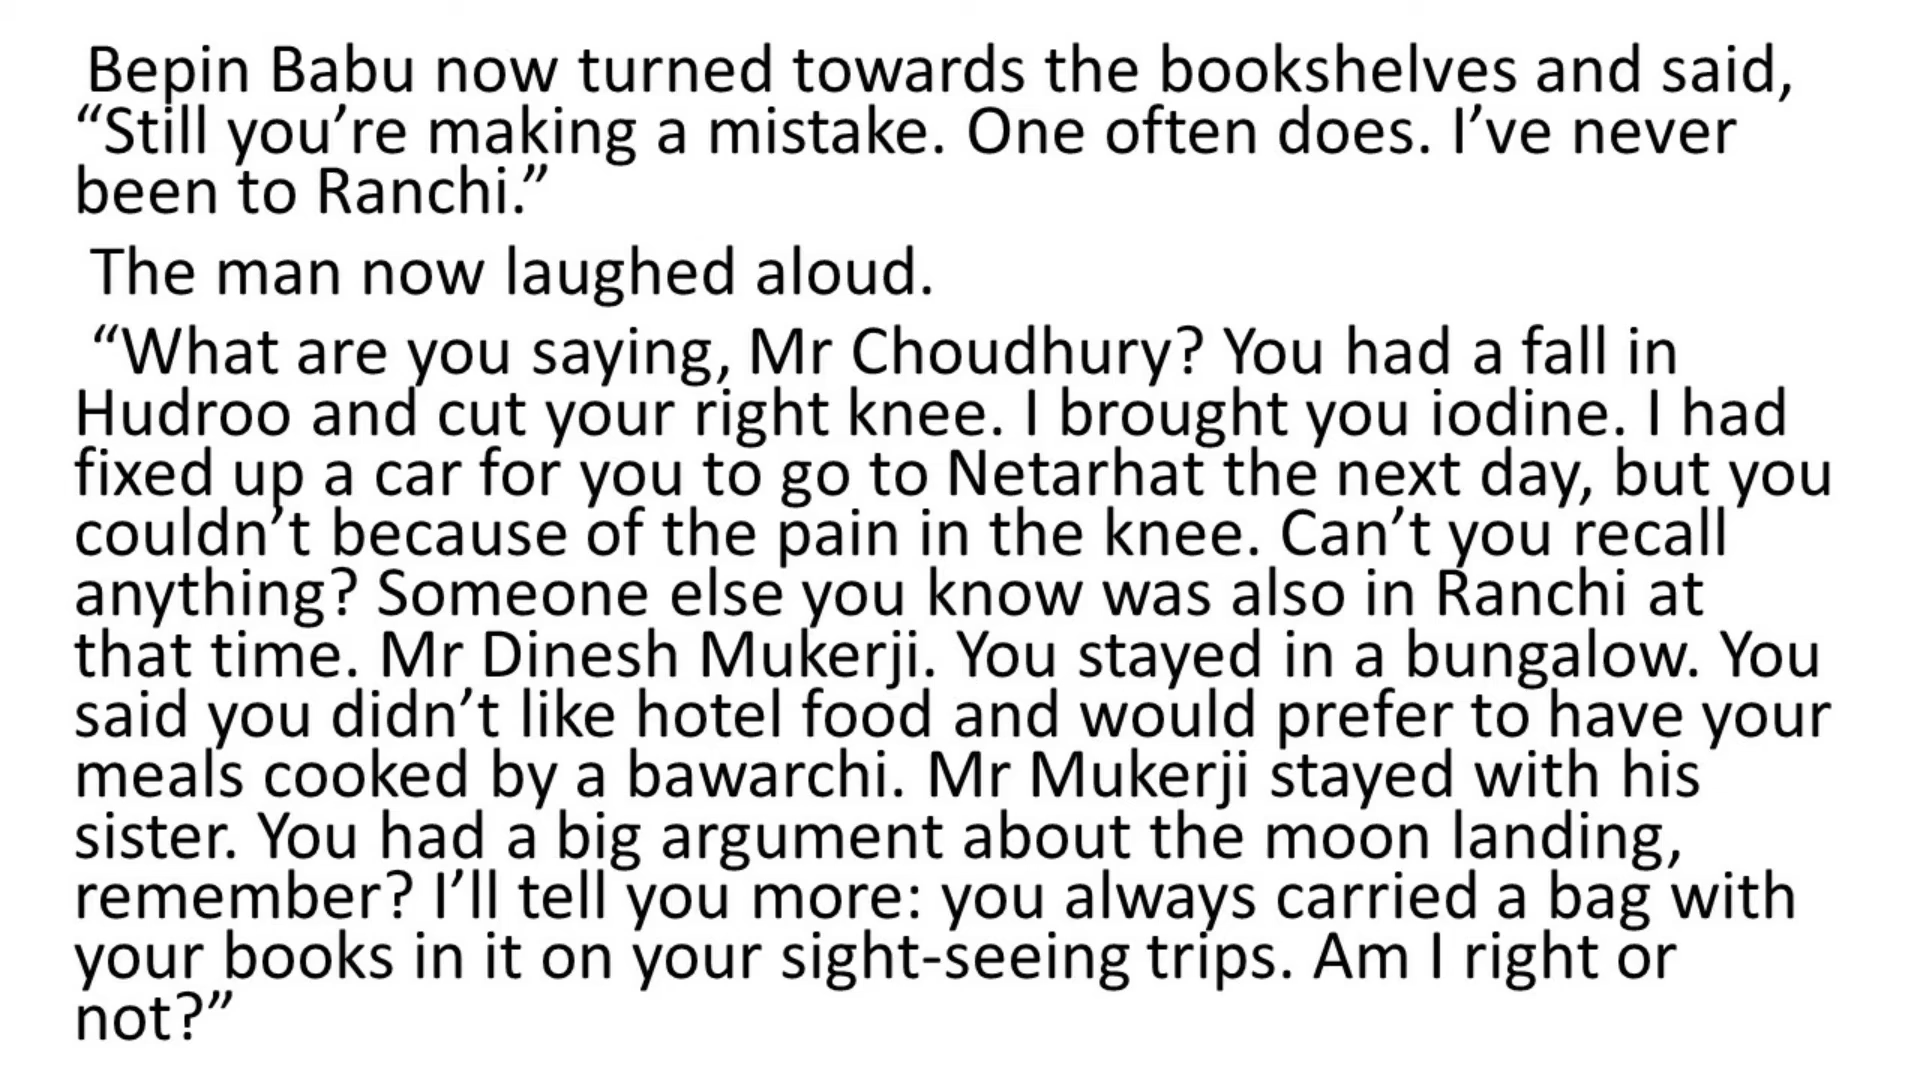 Bepin Babu now turned towards the bookshelves and said,
“Still you’re making a mistake. One often does. I’ve never
been to Ranchi.”
The man now laughed aloud.
“What are you saying, Mr Choudhury? You had a fall in
Hudroo and cut your right knee. I brought you iodine. I had
fixed up a car for you to go to Netarhat the next day, but you
couldn’t because of the pain in the knee. Can’t you recall
anything? Someone else you know was also in Ranchi at
that time. Mr Dinesh Mukerji. You stayed in a bungalow. You
said you didn’t like hotel food and would prefer to have your
meals cooked by a bawarchi. Mr Mukerji stayed with his
sister. You had a big argument about the moon landing,
remember? I’ll tell you more: you always carried a bag with
your books in it on your sight-seeing trips. Am I right or
not?”